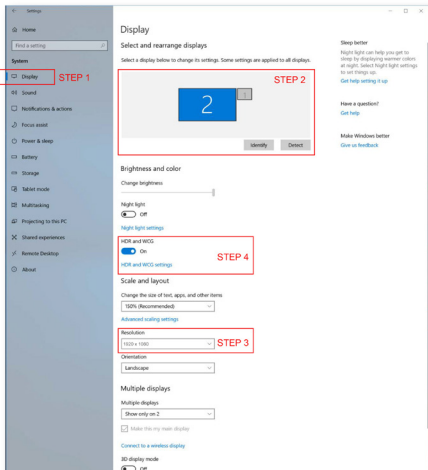 Settings
Home
Find a setting
System
Display
STEP 1
Sound
Notifications & actions
Focus assist
Power & sleep
Battery
Storage
Tablet mode
Multitasking
Projecting to this PC
Shared experiences
Remote Desktop
About
Display
Select and rearrange displays
Select a display below to change its settings. Some settings are applied to all displays.
STEP 2
2
1
Identify
Detect
Brightness and color
Change brightness
Night light
Off
Night light settings
HDR and WCG
On
STEP 4
HDR and WCG settings
Scale and layout
Change the size of text, apps, and other items
Advanced scaling settings
Resolution
1920 x 1080
STEP 3
Orientation
Landscape
Multiple displays
Multiple displays
Show only on 2
Make this my main display
Connect to a wireless display
3D display mode
Off
Sleep better
Night light can help you get to
sleep by displaying warmer colors
at night. Select Night light settings
to set things up.
Get help setting it up
Have a question?
Get help
Make Windows better
Give us feedback